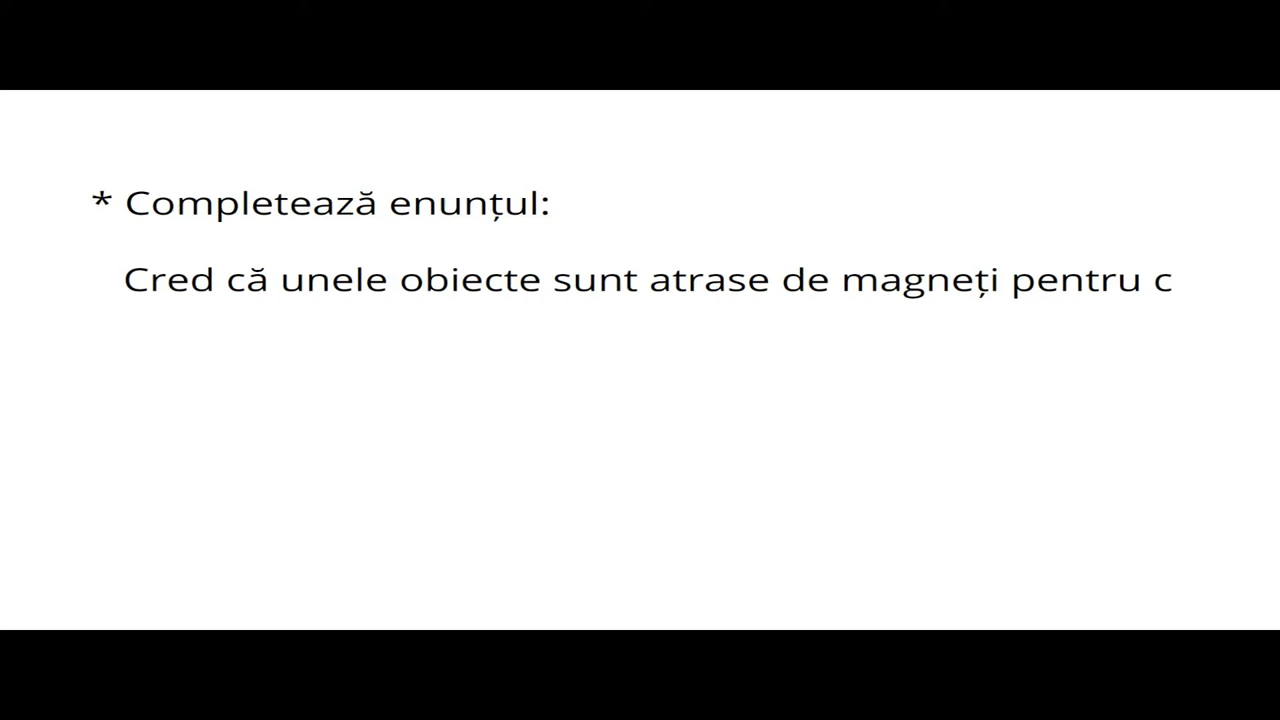 * Completează enunțul:
Cred că unele obiecte sunt atrase de magneți pentru c